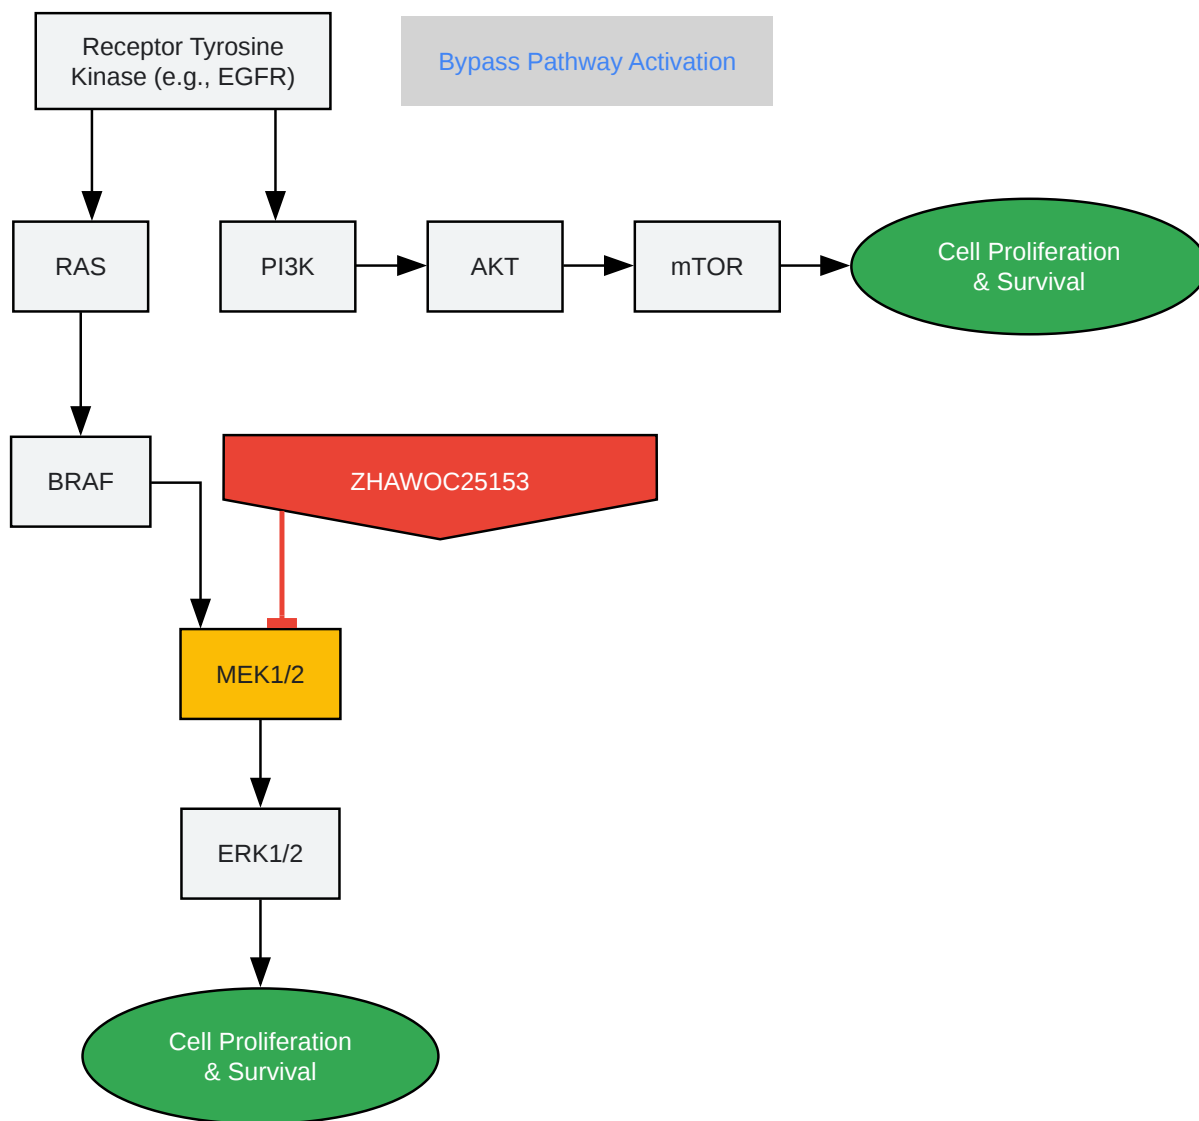 Receptor Tyrosine
Kinase (e.g., EGFR)
Bypass Pathway Activation
RAS
PI3K
AKT
mTOR
Cell Proliferation
& Survival
BRAF
ZHAWOC25153
MEK1/2
ERK1/2
Cell Proliferation
& Survival